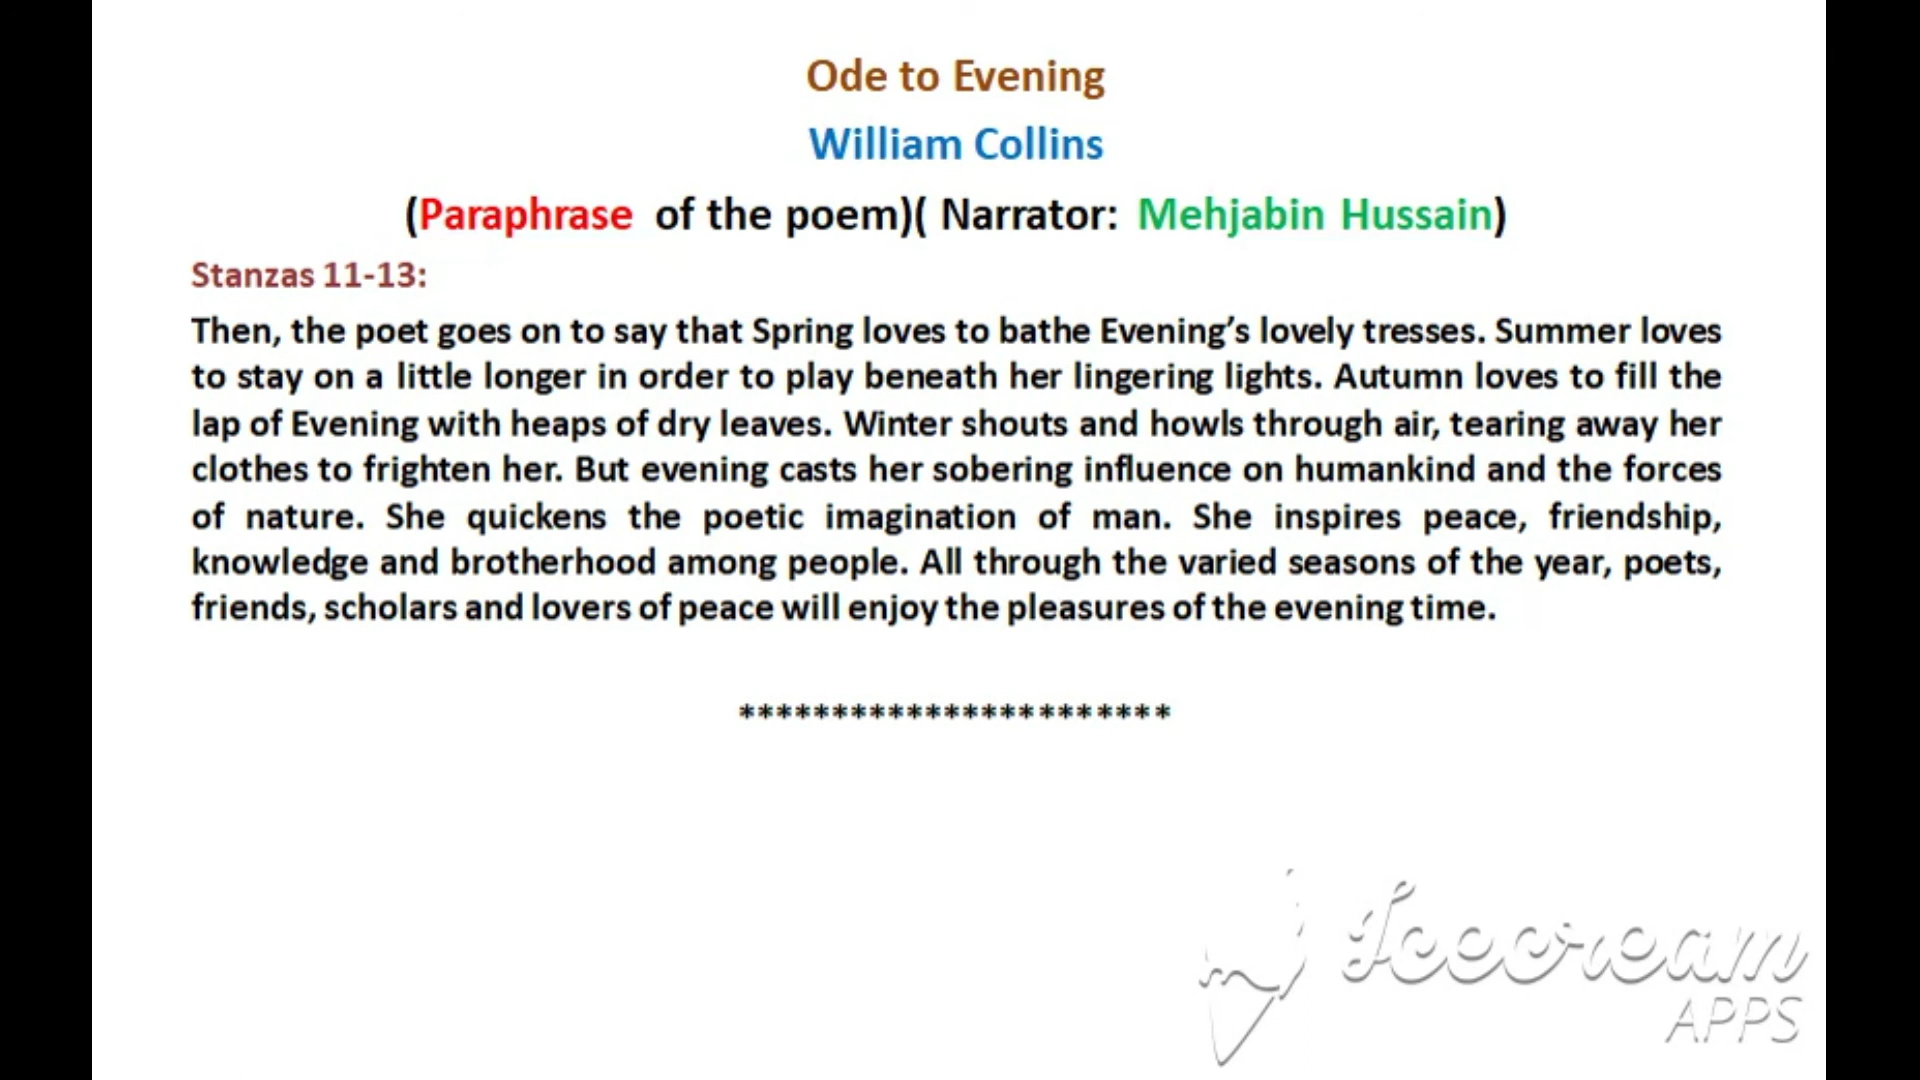 Ode to Evening
William Collins
(Paraphrase of the poem)( Narrator: Mehjabin Hussain)
Stanzas 11-13:
Then, the poet goes on to say that Spring loves to bathe Evening’s lovely tresses. Summer loves
to stay on a little longer in order to play beneath her lingering lights. Autumn loves to fill the
lap of Evening with heaps of dry leaves. Winter shouts and howls through air, tearing away her
clothes to frighten her. But evening casts her sobering influence on humankind and the forces
of nature. She quickens the poetic imagination of man. She inspires peace, friendship,
knowledge and brotherhood among people. All through the varied seasons of the year, poets,
friends, scholars and lovers of peace will enjoy the pleasures of the evening time.
***********************
Icecream
APPS